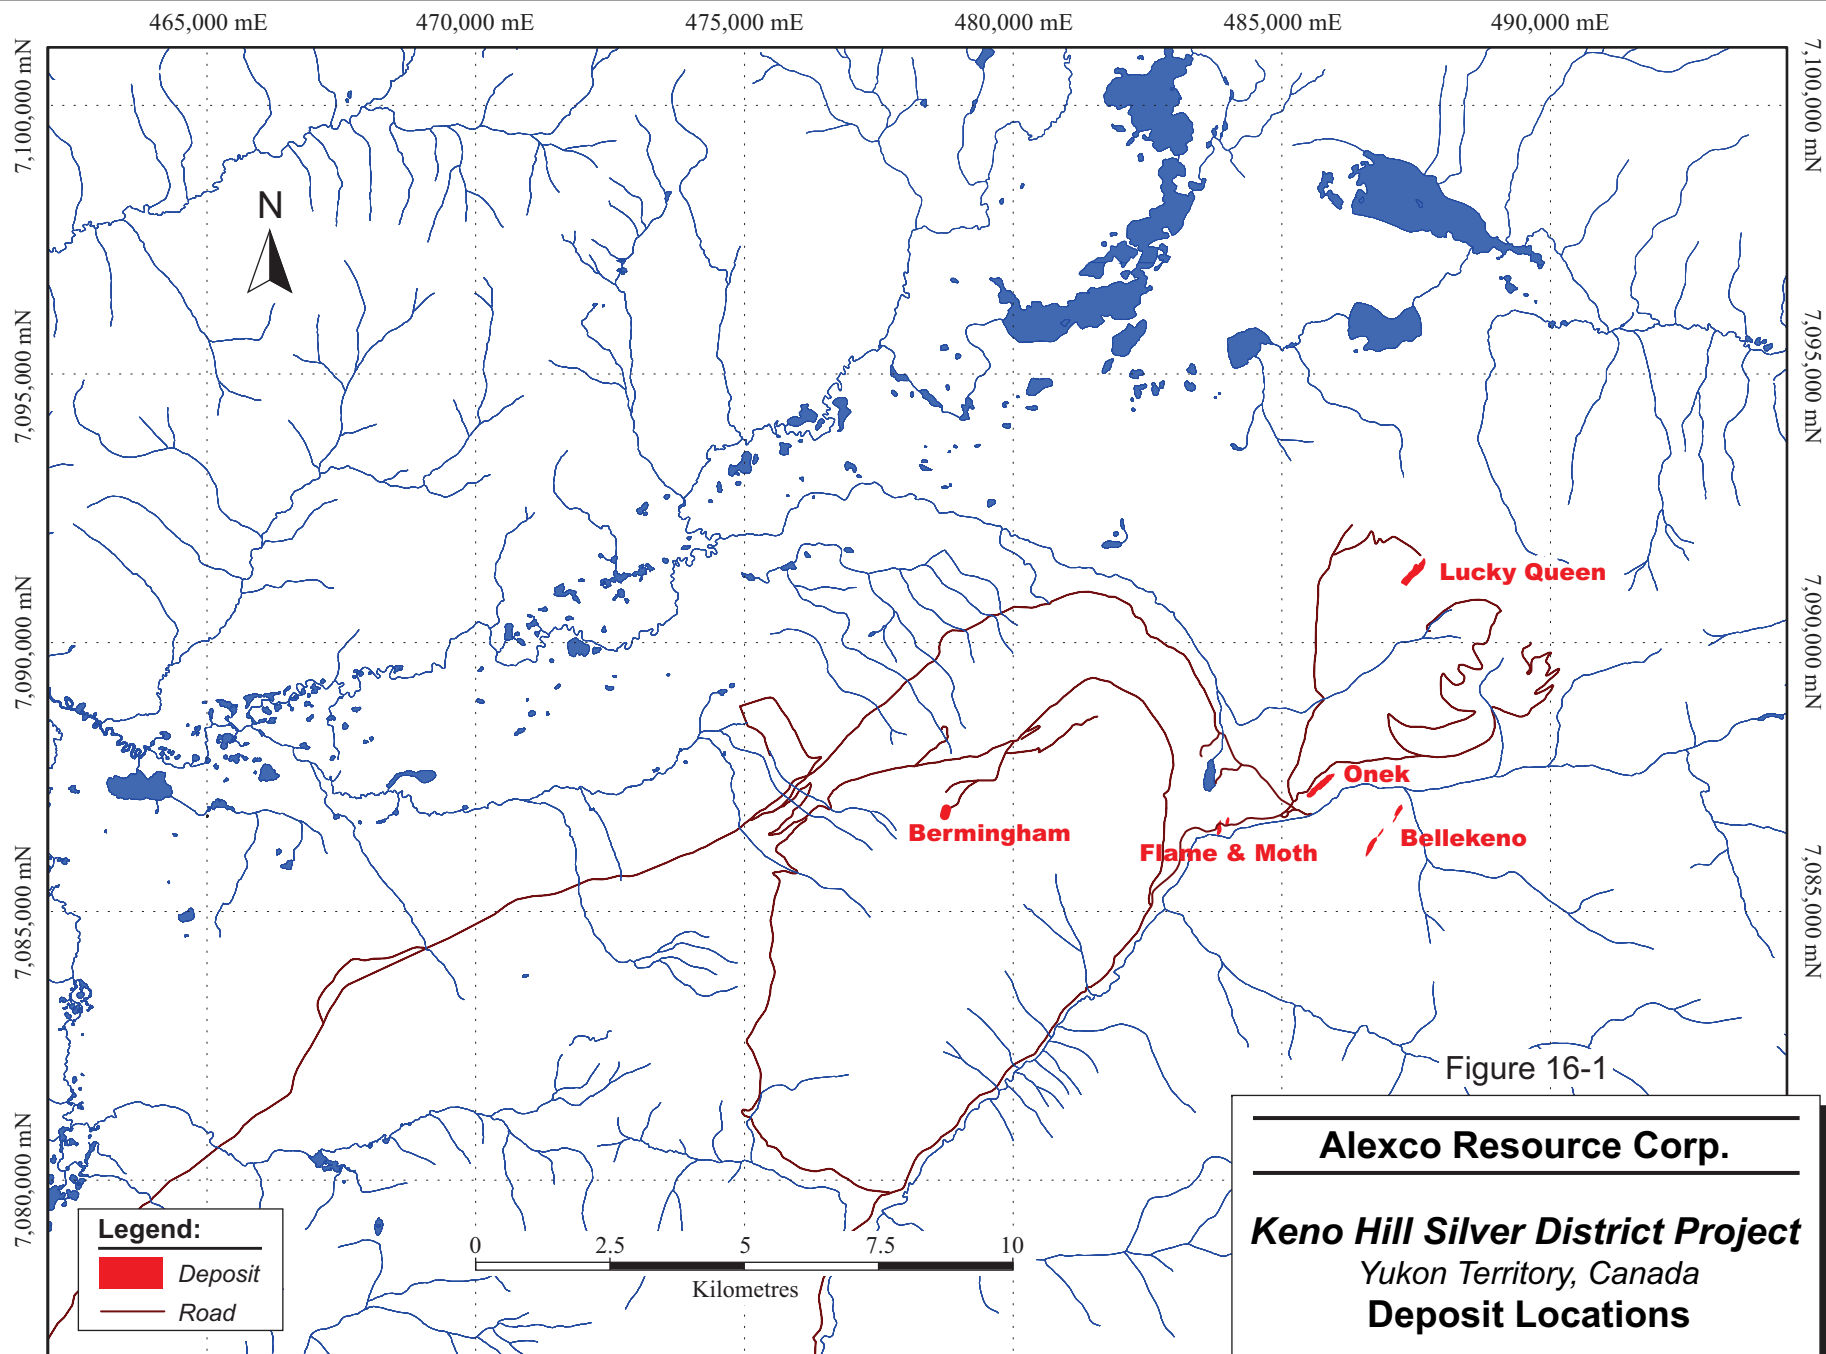 465,000 mE
470,000 mE
475,000 mE
480,000 mE
485,000 mE
490,000 mE
7,100,000 mN
7,100,000 mN
N
7,095,000 mN
7,095,000 mN
Lucky Queen
7,090,000 mN
7,090,000 mN
Onek
Bermingham
Bellekeno
Flame & Moth
7,085,000 mN
7,085,000 mN
Figure 16-1
7,080,000 mN
Legend:
Deposit
Road
0
2.5
5
7.5
10
Kilometres
Alexco Resource Corp.
Keno Hill Silver District Project
Yukon Territory, Canada
Deposit Locations